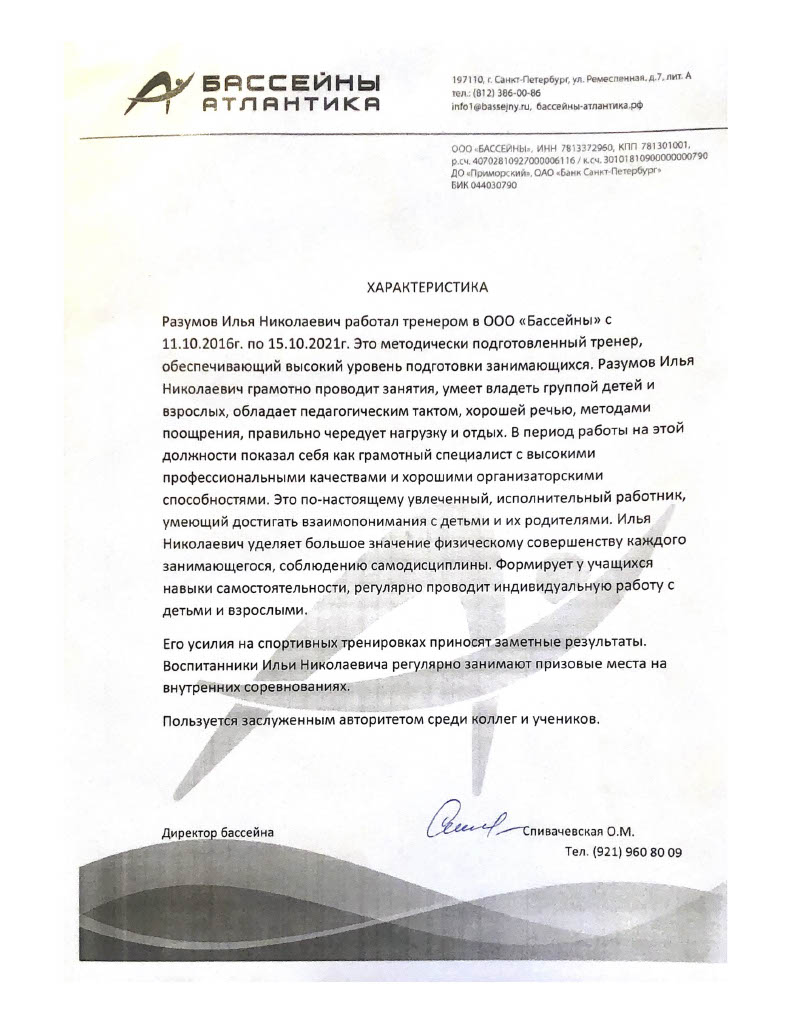 БАССЕЙНЫ
АТЛАНТИКА
197110, г. Санкт-Петербург, ул. Ремесленная, д.7, лит. А
тел.: (812) 386-00-86
info1@bassejny.ru, бассейны-атлантика.рф
ООО «БАССЕЙНЫ», ИНН 7813372960, КПП 781301001,
р.сч. 40702810927000006116 / к.сч. 30101810900000000790
ДО «Приморский», ОАО «Банк Санкт-Петербург»
БИК 044030790
ХАРАКТЕРИСТИКА
Разумов Илья Николаевич работал тренером в ООО «Бассейны» с
11.10.2016г. по 15.10.2021г. Это методически подготовленный тренер,
обеспечивающий высокий уровень подготовки занимающихся. Разумов Илья
Николаевич грамотно проводит занятия, умеет владеть группой детей и
взрослых, обладает педагогическим тактом, хорошей речью, методами
поощрения, правильно чередует нагрузку и отдых. В период работы на этой
должности показал себя как грамотный специалист с высокими
профессиональными качествами и хорошими организаторскими
способностями. Это по-настоящему увлеченный, исполнительный работник,
умеющий достигать взаимопонимания с детьми и их родителями. Илья
Николаевич уделяет большое значение физическому совершенству каждого
занимающегося, соблюдению самодисциплины. Формирует у учащихся
навыки самостоятельности, регулярно проводит индивидуальную работу с
детьми и взрослыми.
Его усилия на спортивных тренировках приносят заметные результаты.
Воспитанники Ильи Николаевича регулярно занимают призовые места на
внутренних соревнованиях.
Пользуется заслуженным авторитетом среди коллег и учеников.
Директор бассейна Спивачевская О.М.
Тел. (921) 960 80 09